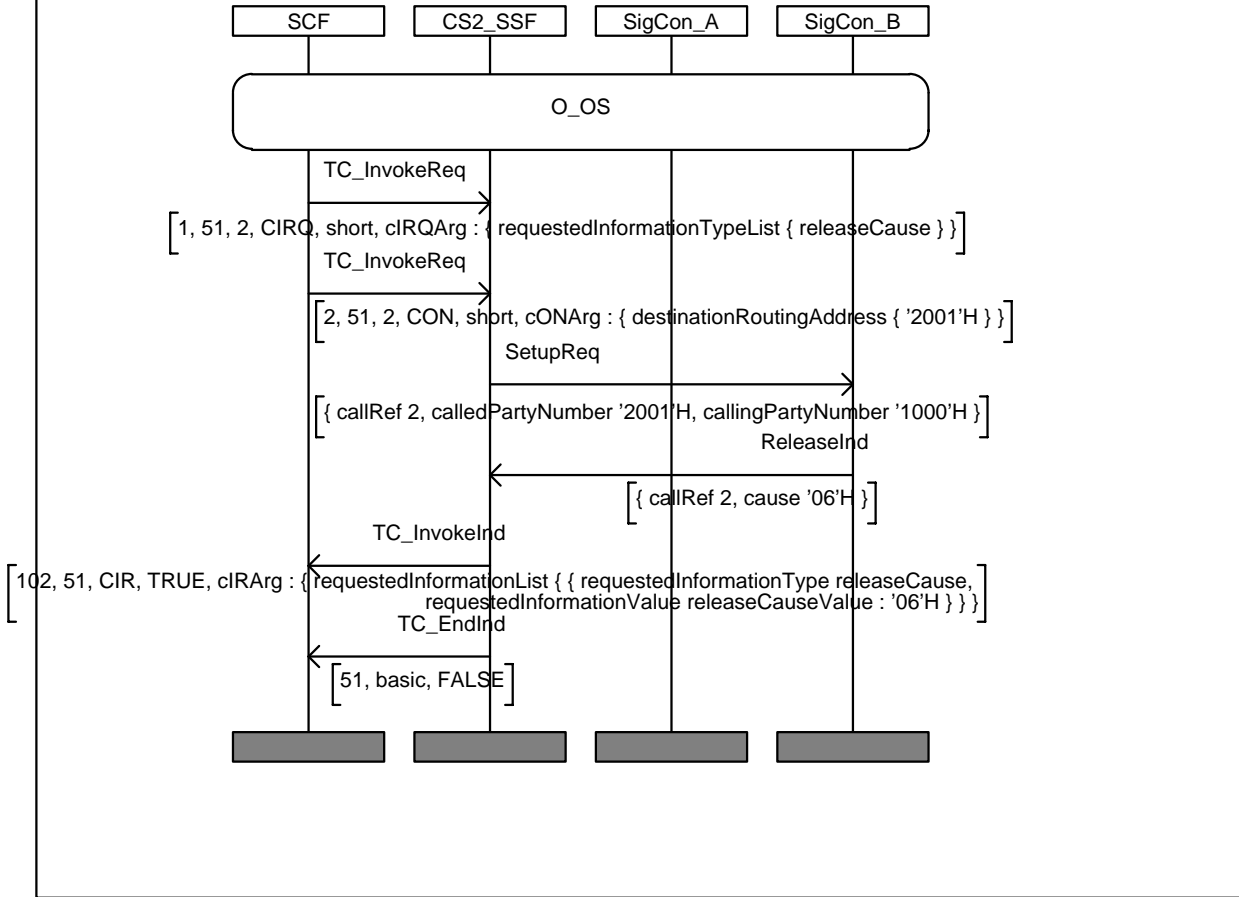 SCF CS2_SSF SigCon_A SigCon_B
O_OS
TC_InvokeReq
1, 51, 2, CIRQ, short, cIRQArg : { requestedInformationTypeList { releaseCause } }
TC_InvokeReq
2, 51, 2, CON, short, cONArg : { destinationRoutingAddress { '2001'H } }
SetupReq
{ callRef 2, calledPartyNumber '2001'H, callingPartyNumber '1000'H }
ReleaseInd
{ callRef 2, cause '06'H }
TC_InvokeInd
102, 51, CIR, TRUE, cIRArg : { requestedInformationList { { requestedInformationType releaseCause,
requestedInformationValue releaseCauseValue : '06'H } } }
TC_EndInd
51, basic, FALSE